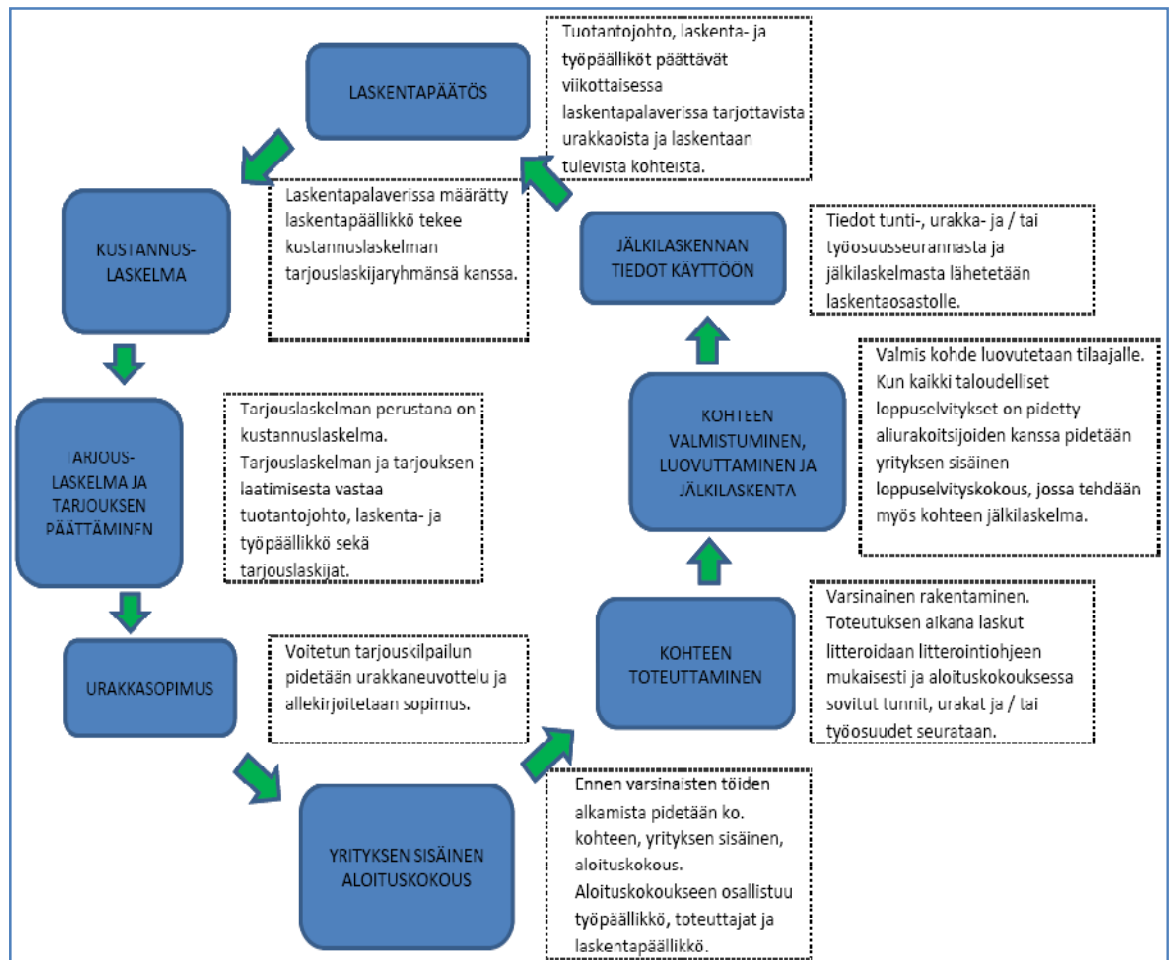 LASKENTAPÄÄTÖS
Tuotantojohto, laskenta- ja
työpäälliköt päättävät
viikottaisessa
laskentapalaverissa tarjottavista
urakkaoista ja laskentaan
tulevista kohteista.
KUSTANNUS-
LASKELMA
Laskentapalaverissa määrätty
laskentapäällikkö tekee
kustannuslaskelman
tarjouslaskijaryhmänsä kanssa.
TARJOUS-
LASKELMA JA
TARJOUKSEN
PÄÄTTÄMINEN
Tarjouslaskelman perustana on
kustannuslaskelma.
Tarjouslaskelman ja tarjouksen
laatimisesta vastaa
tuotantojohto, laskenta- ja
työpäällikkö sekä
tarjouslaskijat.
URAKKASOPIMUS
Voitetun tarjouskilpailun
pidetään urakkaneuvottelu ja
allekirjoitetaan sopimus.
YRITYKSEN SISÄINEN
ALOITUSKOKOUS
Ennen varsinaisten töiden
alkamista pidetään ko.
kohteen, yrityksen sisäinen,
aloituskokous.
Aloituskokoukseen osallistuu
työpäällikkö, toteuttajat ja
laskentapäällikkö.
KOHTEEN
TOTEUTTAMINEN
Varsinainen rakentaminen.
Toteutuksen aikana laskut
litteroidaan litterointiohjeen
mukaisesti ja aloituskokouksessa
sovitut tunnit, urakat ja / tai
työosuudet seurataan.
KOHTEEN
VALMISTUMINEN,
LUOVUTTAMINEN JA
JÄLKILASKENTA
Valmis kohde luovutetaan tilaajalle.
Kun kaikki taloudelliset
loppuselvitykset on pidetty
aliurakoitsijoiden kanssa pidetään
yrityksen sisäinen
loppuselvityskokous, jossa tehdään
myös kohteen jälkilaskelma.
JÄLKILASKENNAN
TIEDOT KÄYTTÖÖN
Tiedot tunti-, urakka- ja / tai
työosuusseurannasta ja
jälkilaskelmasta lähetetään
laskentaosastolle.